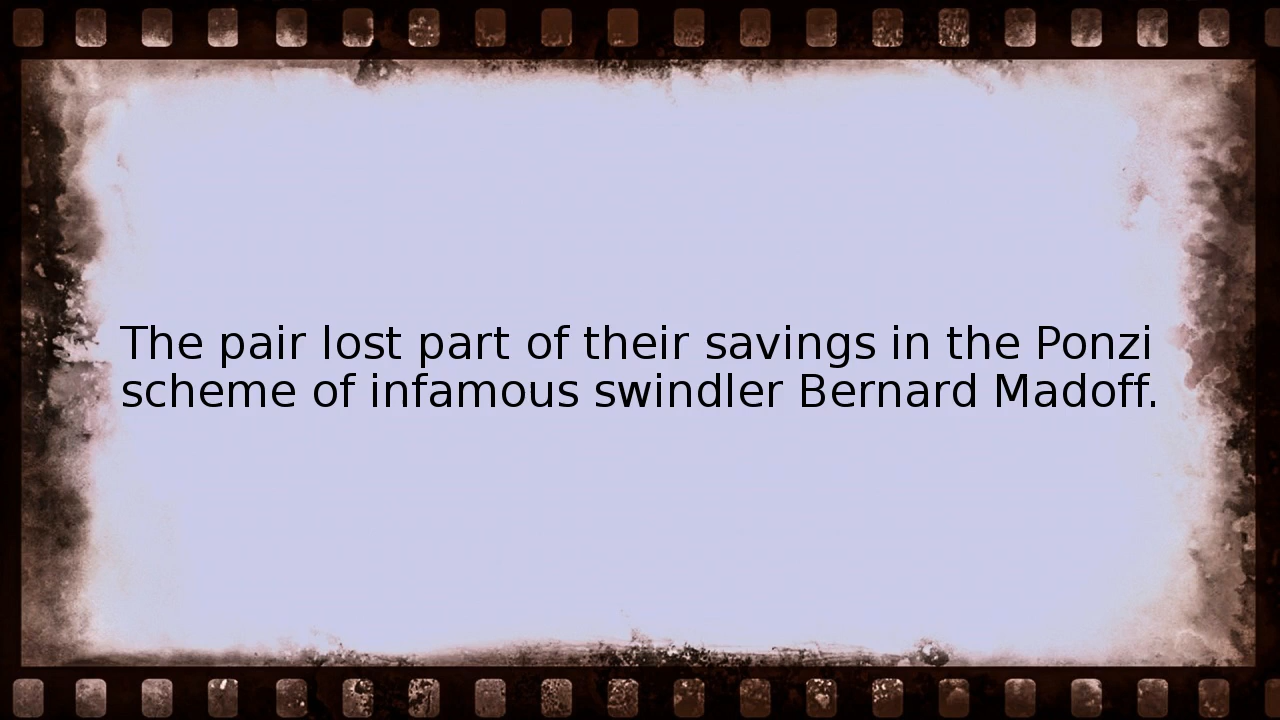 The pair lost part of their savings in the Ponzi
scheme of infamous swindler Bernard Madoff.